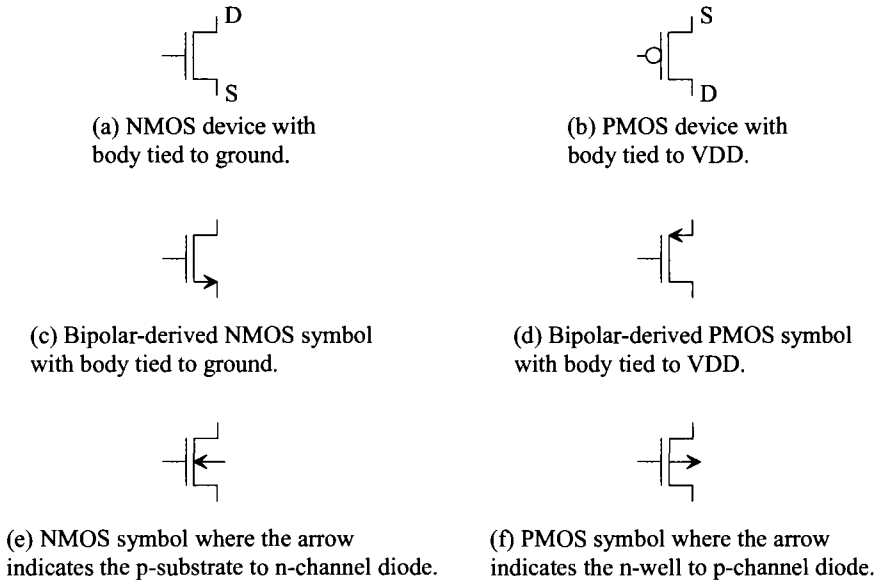 D
S
(a) NMOS device with
body tied to ground.
S
D
(b) PMOS device with
body tied to VDD.
(c) Bipolar-derived NMOS symbol
with body tied to ground.
(d) Bipolar-derived PMOS symbol
with body tied to VDD.
(e) NMOS symbol where the arrow
indicates the p-substrate to n-channel diode.
(f) PMOS symbol where the arrow
indicates the n-well to p-channel diode.